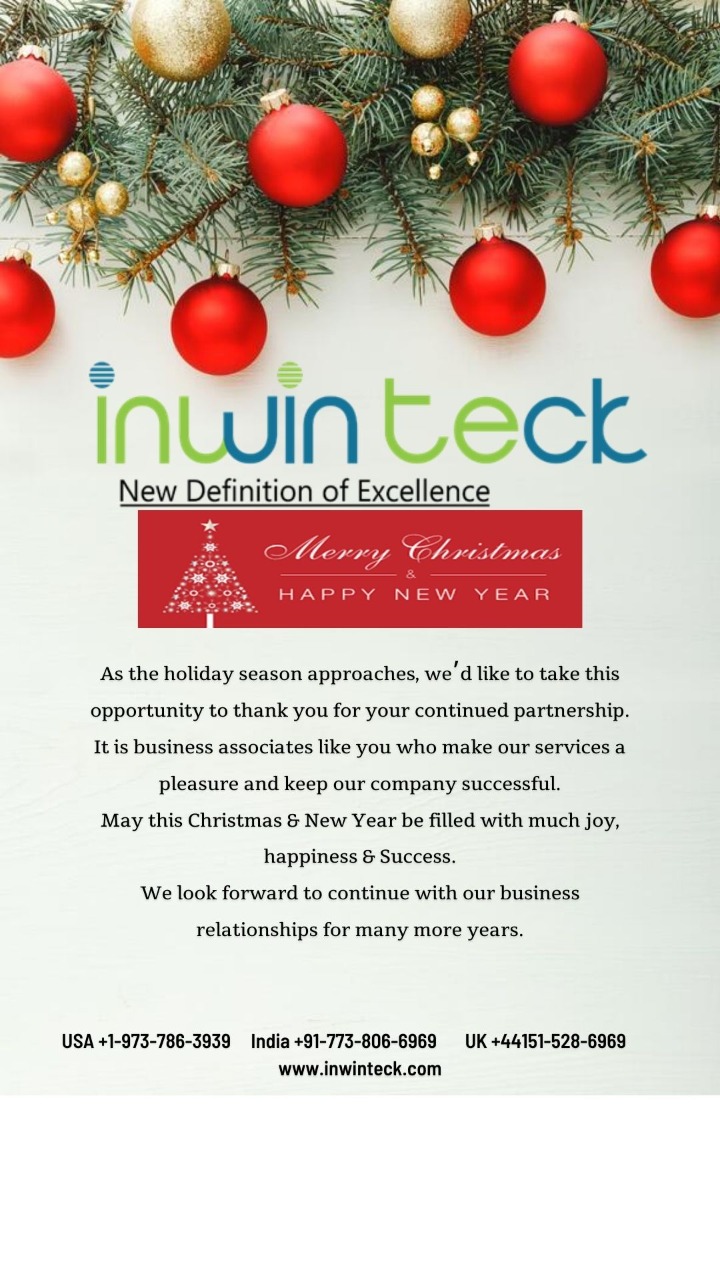 inwin teck
New Definition of Excellence
Merry Christmas
&
HAPPY NEW YEAR
As the holiday season approaches, we'd like to take this
opportunity to thank you for your continued partnership.
It is business associates like you who make our services a
pleasure and keep our company successful.
May this Christmas & New Year be filled with much joy,
happiness & Success.
We look forward to continue with our business
relationships for many more years.
USA +1-973-786-3939 India +91-773-806-6969 UK +44151-528-6969
www.inwinteck.com